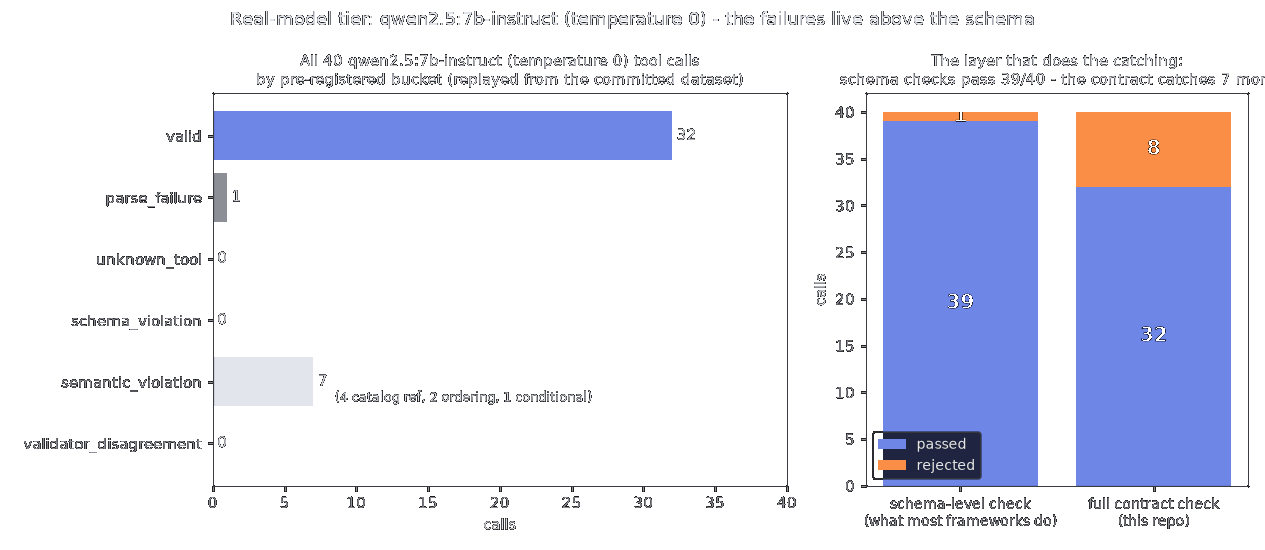 Real-model tier: qwen2.5:7b-instruct (temperature 0) - the failures live above the schema
All 40 qwen2.5:7b-instruct (temperature 0) tool calls
by pre-registered bucket (replayed from the committed dataset)
valid
32
parse_failure
1
unknown_tool
0
schema_violation
0
semantic_violation
7
(4 catalog ref, 2 ordering, 1 conditional)
validator_disagreement
0
0 5 10 15 20 25 30 35 40
calls
The layer that does the catching:
schema checks pass 39/40 - the contract catches 7 mor
calls
40
35
30
25
20
15
10
5
0
1
39
8
32
passed
rejected
schema-level check
(what most frameworks do)
full contract check
(this repo)